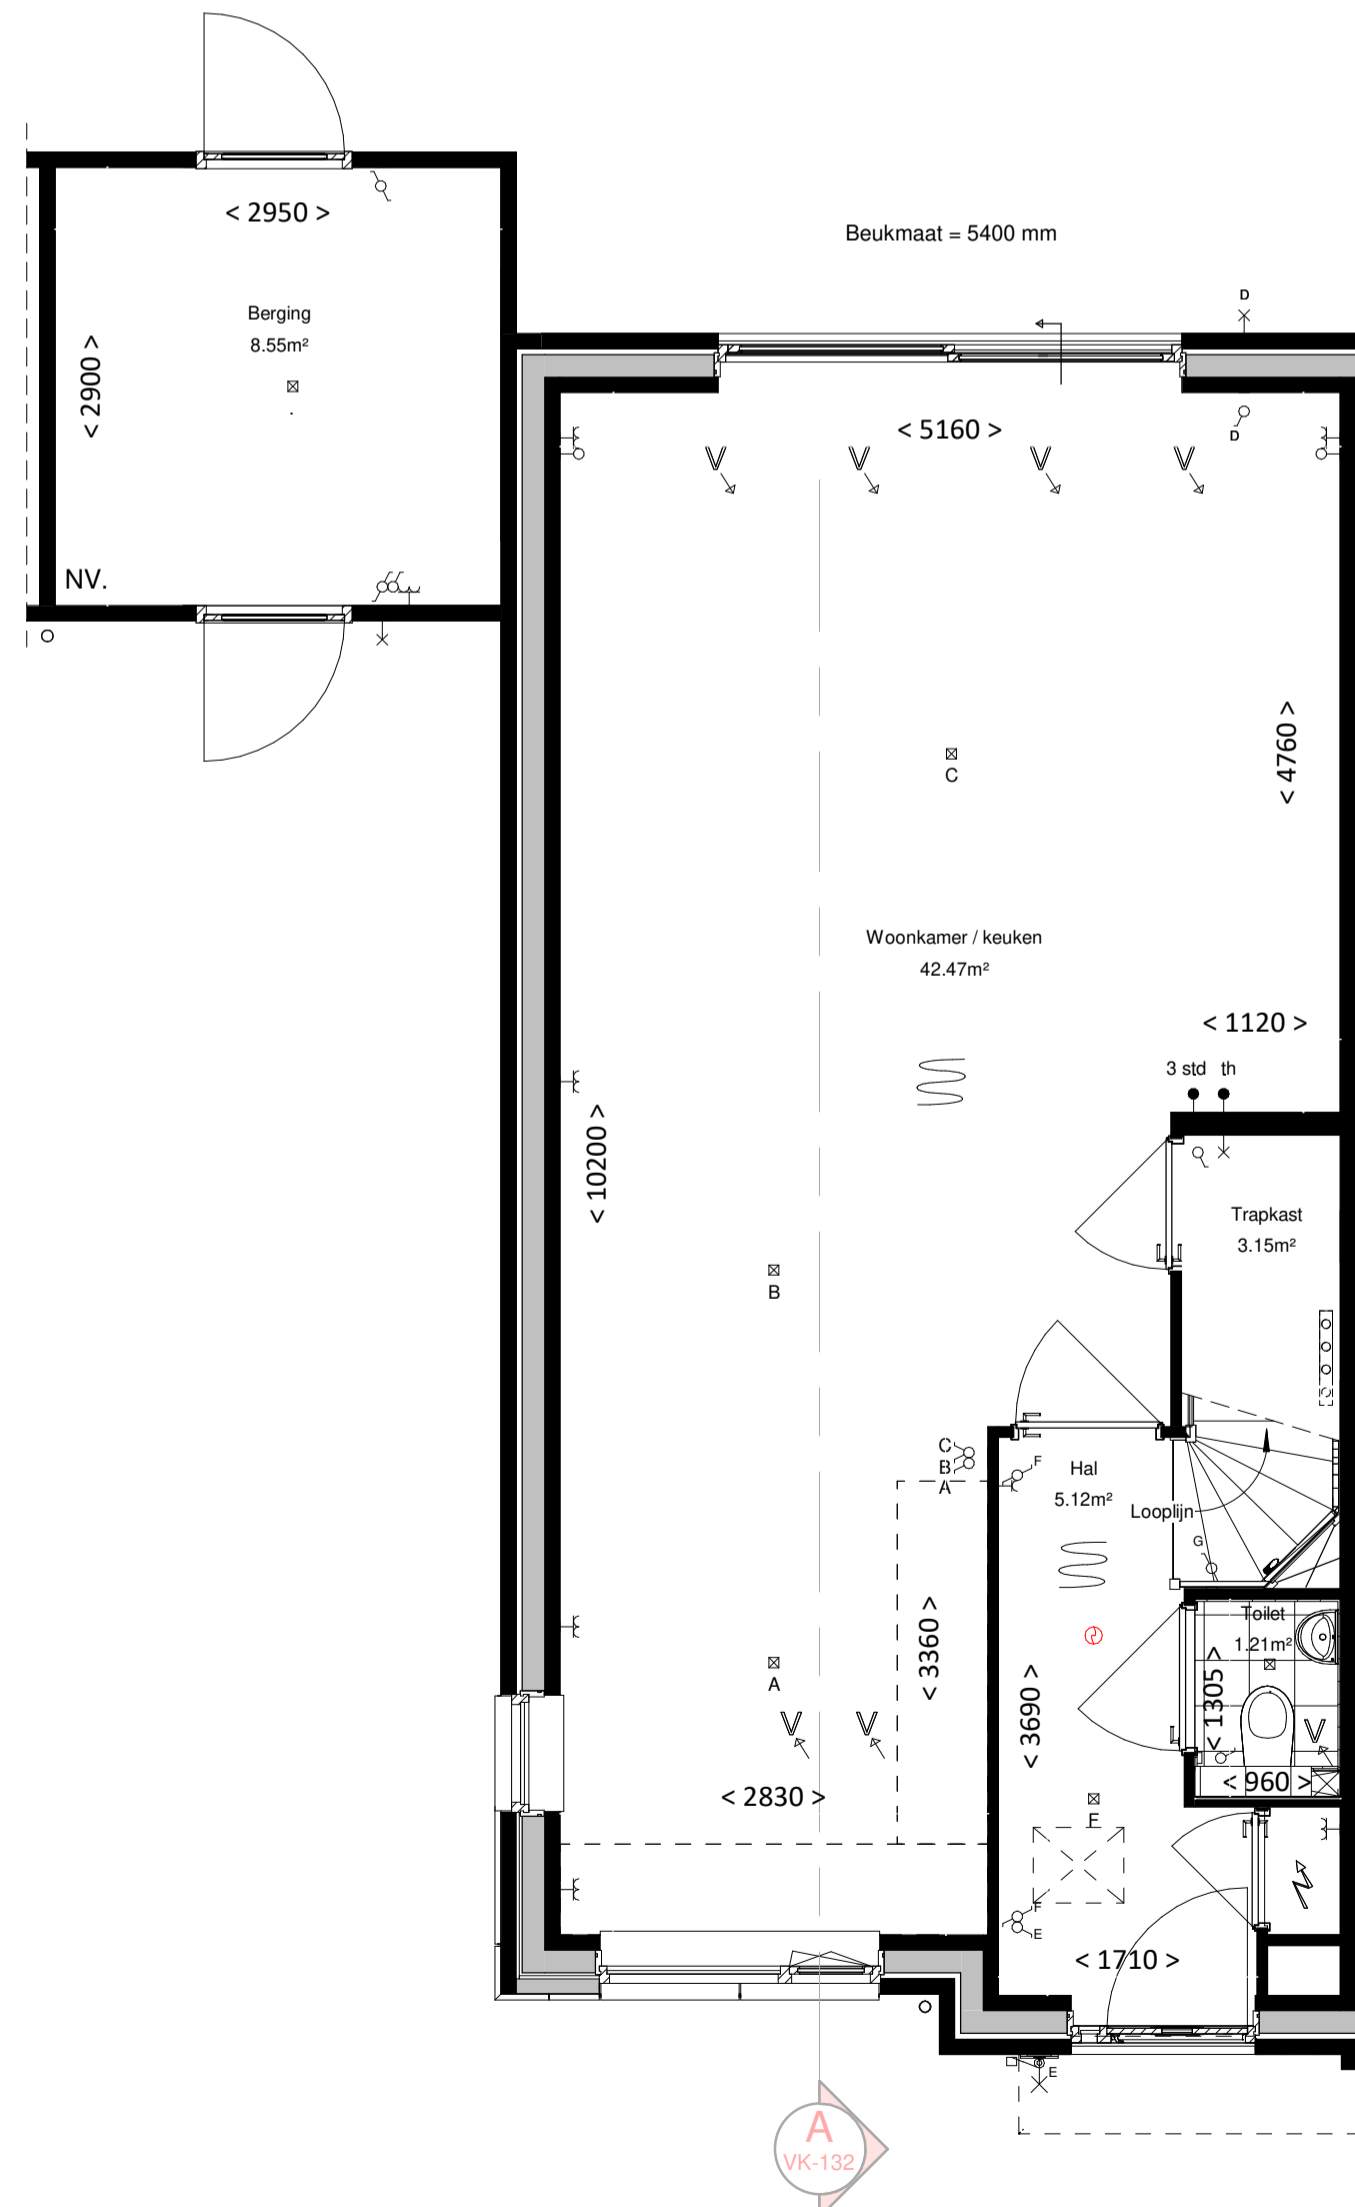 < 2950 >
Beukmaat = 5400 mm
Berging
8.55m²
< 2900 >
D
< 5160 >
D
V
V
V
V
NV.
< 4760 >
C
Woonkamer / keuken
42.47m²
< 1120 >
3 std th
< 10200 >
Trapkast
3.15m²
B
C
B
A
F
Hal
5.12m²
Looplijn
G
Toilet
1.21m²
< 3360 >
< 3690 >
< 1305 >
A
V
V
V
< 2830 >
< 960 >
F
F
E
< 1710 >
E
A
VK-132